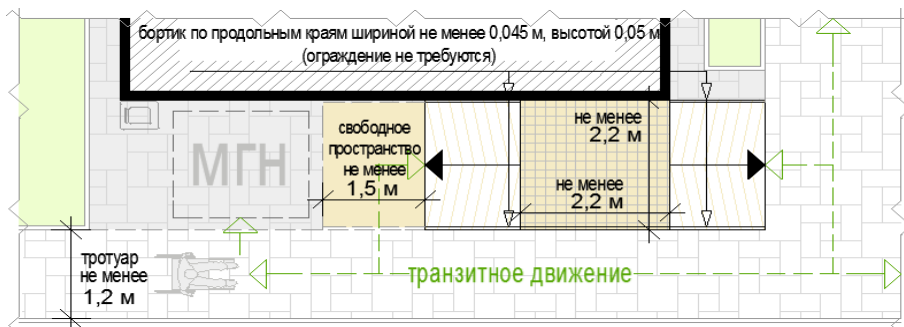 бортик по продольным краям шириной не менее 0,045 м, высотой 0,05 м
(ограждение не требуются)
свободное
пространство
не менее
1,5 м
не менее
2,2 м
МГН
не менее
2,2 м
тротуар
не менее
1,2 м
транзитное движение